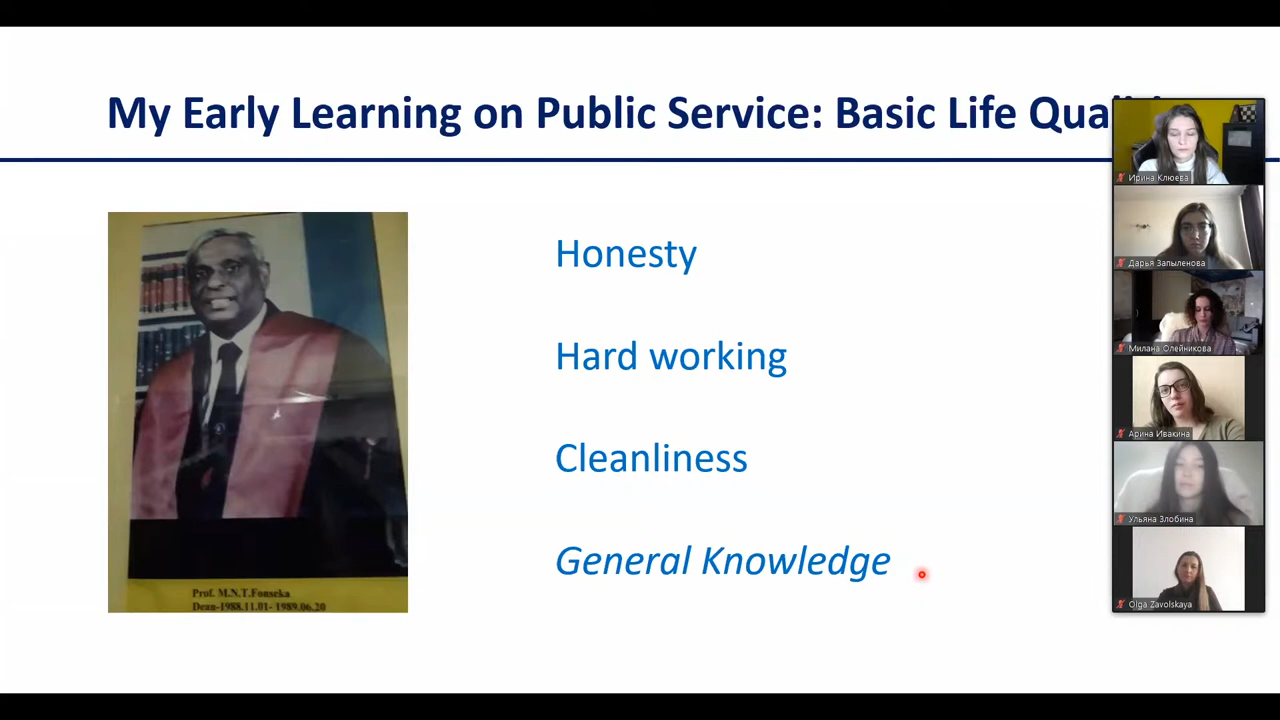 My Early Learning on Public Service: Basic Life
Honesty
Hard working
Cleanliness
General Knowledge
Prof. M.N.T.Fonseka
Dean-1988.11.01- 1989.06.20
Ирина Клюева
Дарья Запыленова
Милана Олейникова
Арина Ивакина
Ульяна Злобина
Olga Zavolskaya